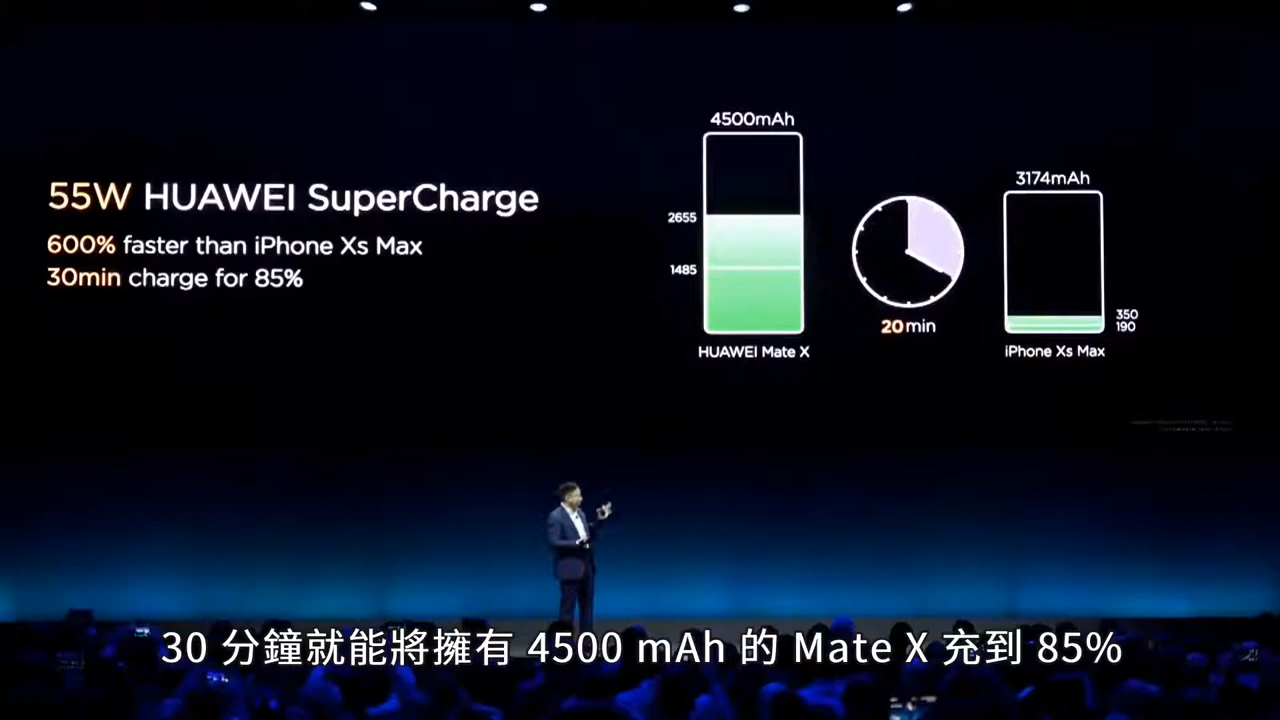 55W HUAWEI SuperCharge
600% faster than iPhone Xs Max
30min charge for 85%
4500mAh
2655
1485
HUAWEI Mate X
20min
3174mAh
350
190
iPhone Xs Max
30 分鐘就能將擁有 4500 mAh 的 Mate X 充到 85%